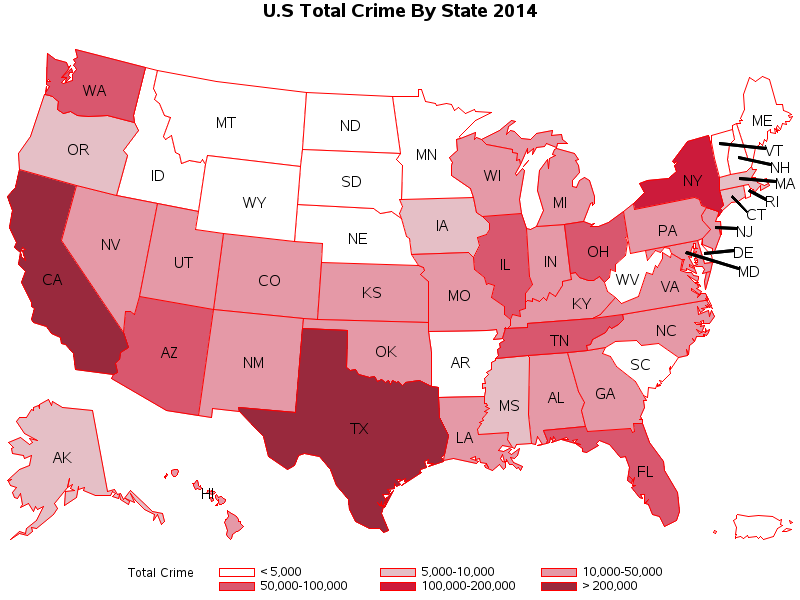 U.S Total Crime By State 2014
WA
MT
ND
MN
ME
OR
ID
SD
WI
MI
NY
VT
NH
MA
RI
CT
WY
IA
NE
NV
UT
CO
KS
MO
IL
IN
OH
PA
NJ
DE
MD
WV
VA
KY
CA
AZ
NM
OK
AR
TN
NC
SC
TX
LA
MS
AL
GA
FL
AK
HI
Total Crime
< 5,000
5,000-10,000
10,000-50,000
50,000-100,000
100,000-200,000
> 200,000